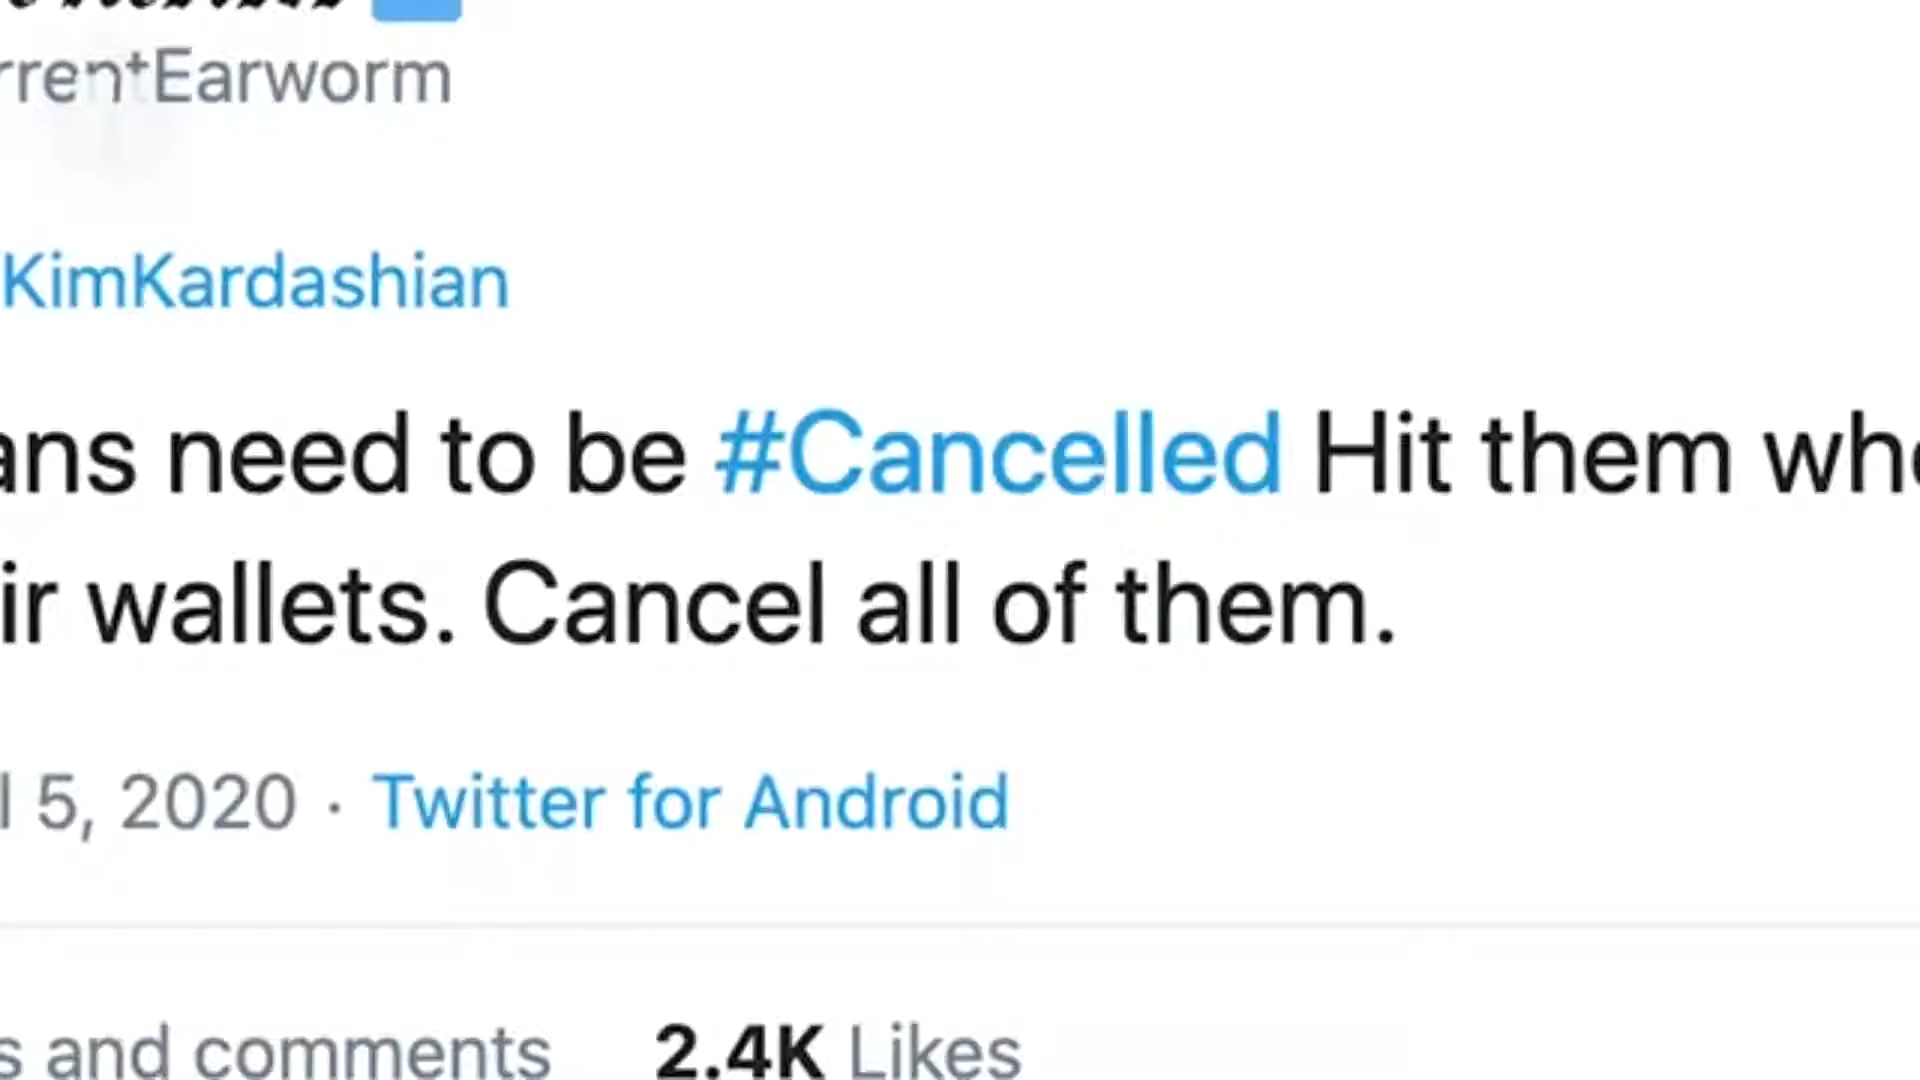 rrentEarworm
KimKardashian
ans need to be #Cancelled Hit them whe
ir wallets. Cancel all of them.
l 5, 2020 · Twitter for Android
s and comments 2.4K Likes